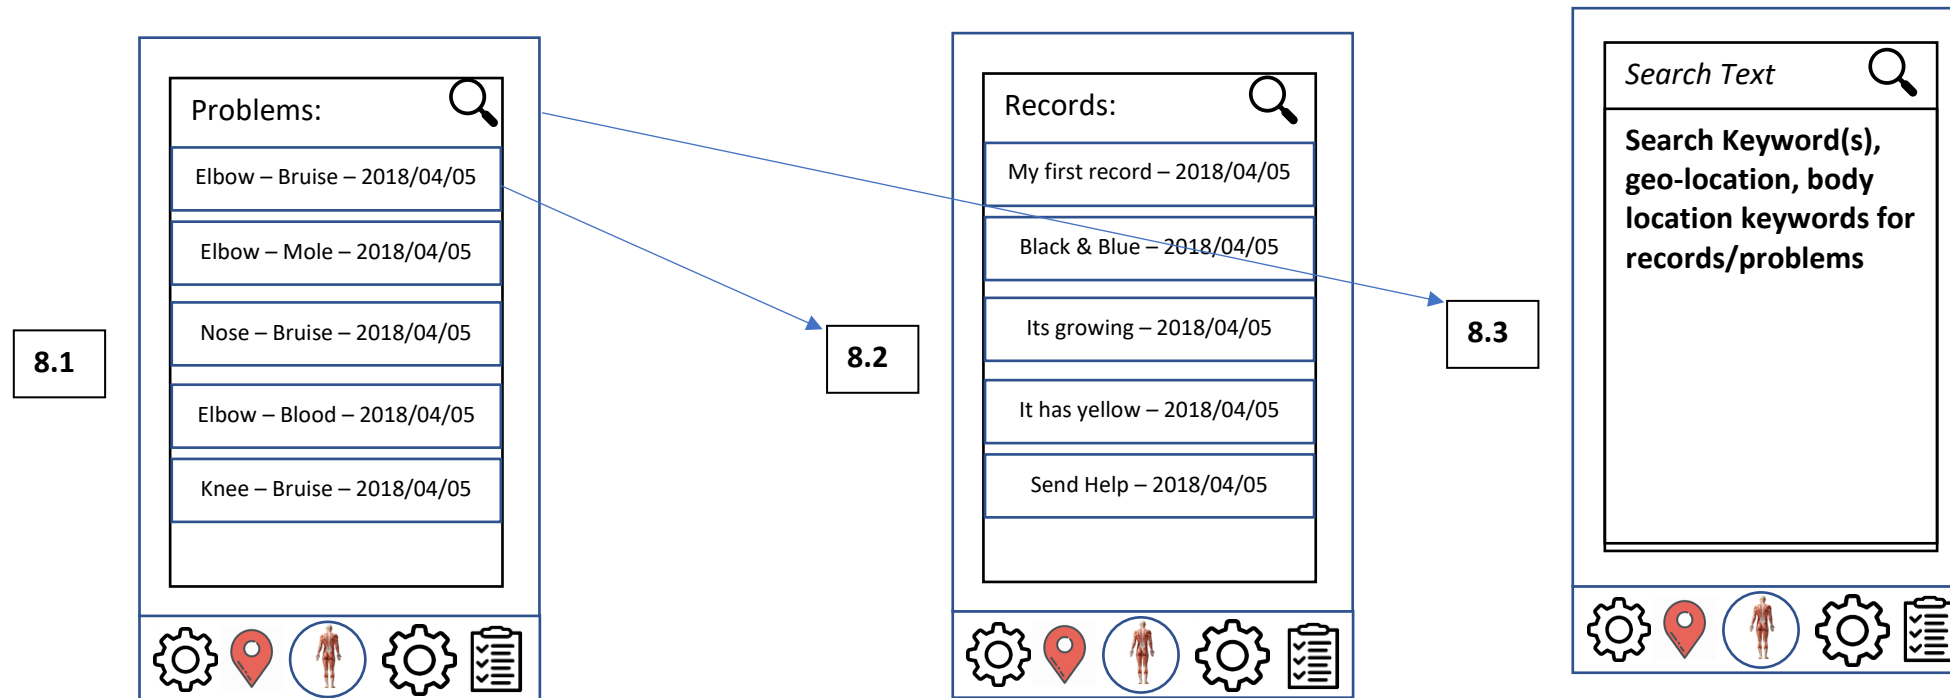 8.1
Problems:
Elbow – Bruise – 2018/04/05
Elbow – Mole – 2018/04/05
Nose – Bruise – 2018/04/05
Elbow – Blood – 2018/04/05
Knee – Bruise – 2018/04/05
8.2
Records:
My first record – 2018/04/05
Black & Blue – 2018/04/05
Its growing – 2018/04/05
It has yellow – 2018/04/05
Send Help – 2018/04/05
8.3
Search Text
Search Keyword(s),
geo-location, body
location keywords for
records/problems